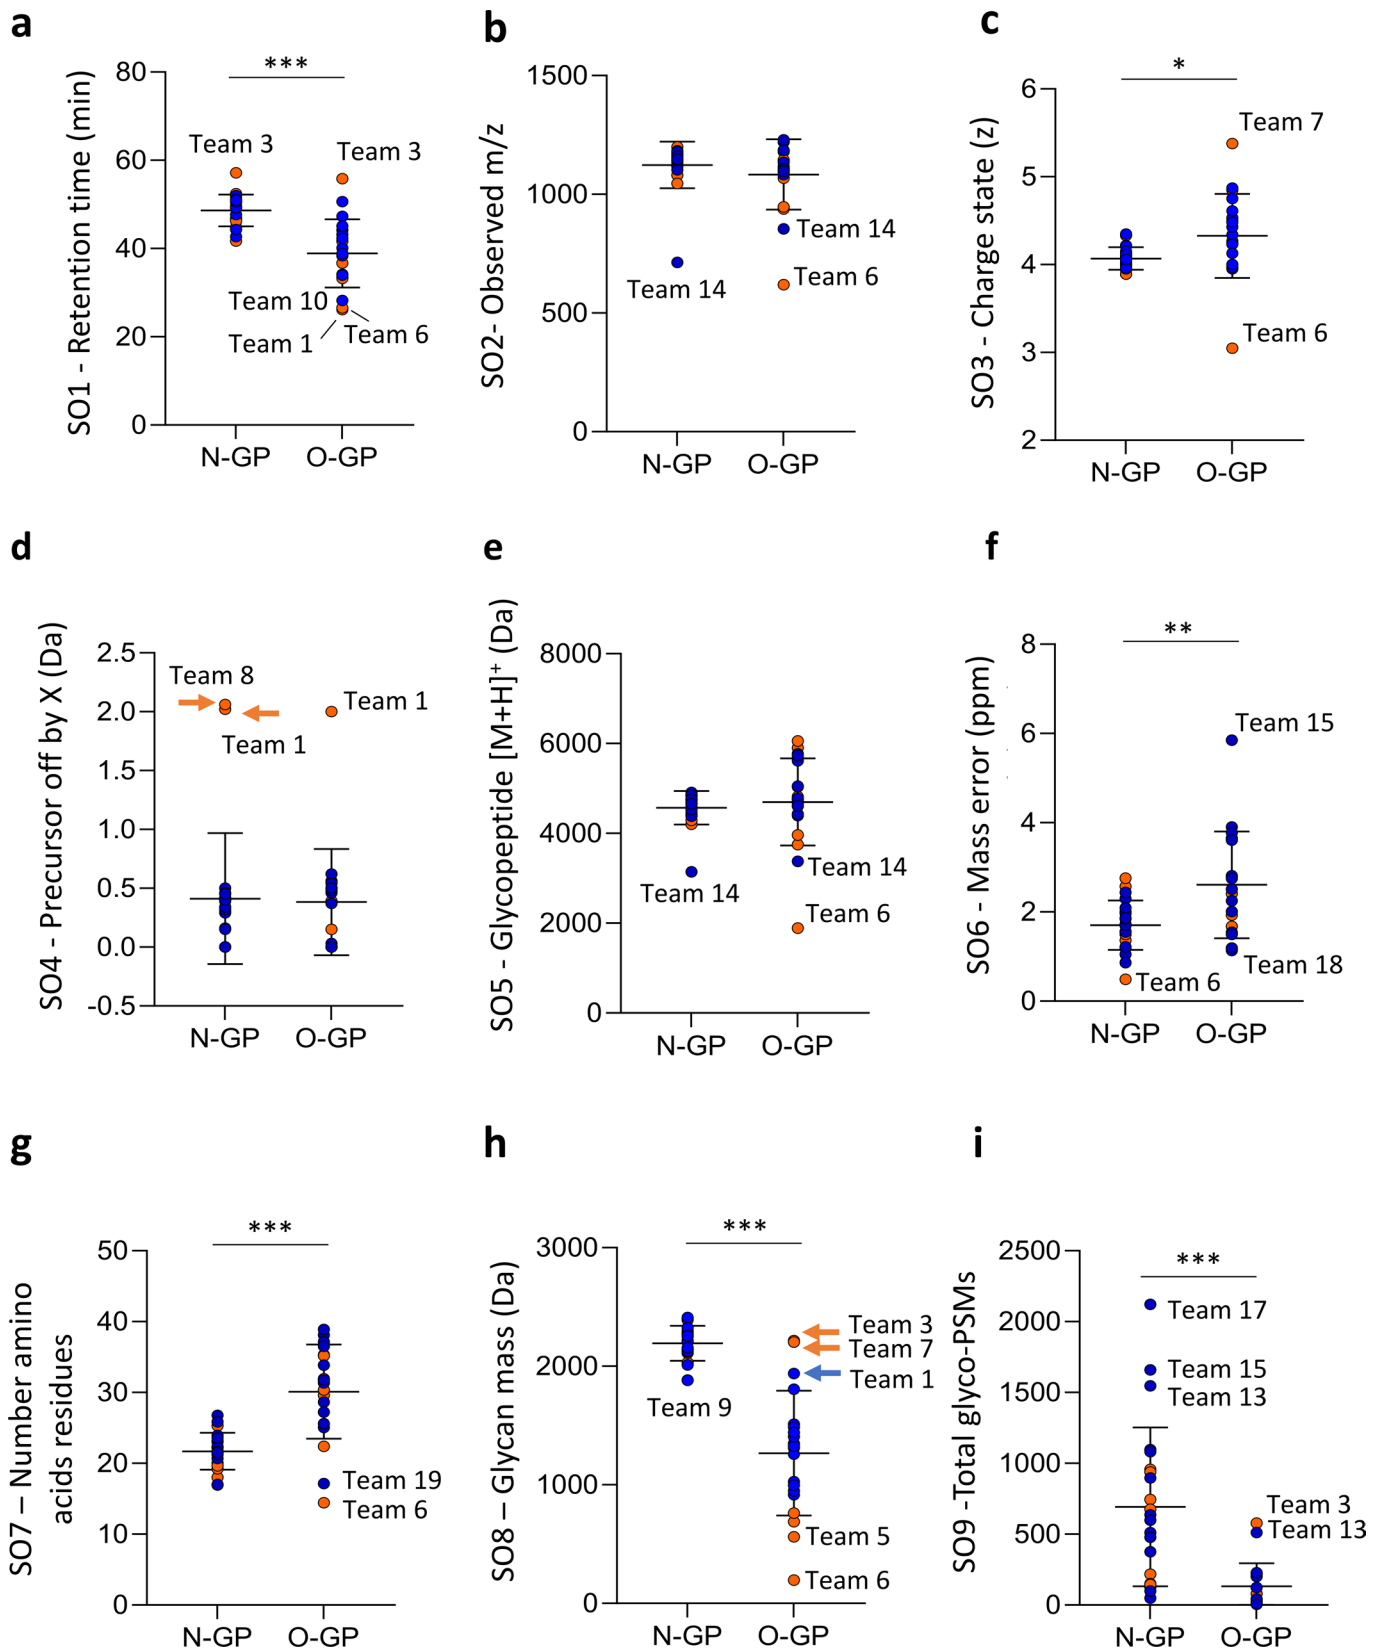 a
SO1 - Retention time (min)
80
60
40
20
0
***
Team 3
Team 3
Team 10
Team 1
Team 6
N-GP
O-GP
b
SO2- Observed m/z
1500
1000
500
0
Team 14
Team 14
Team 6
N-GP
O-GP
c
SO3 - Charge state (z)
6
5
4
3
2
*
Team 7
Team 6
N-GP
O-GP
d
SO4 - Precursor off by X (Da)
2.5
2.0
1.5
1.0
0.5
0.0
-0.5
Team 8
Team 1
Team 1
N-GP
O-GP
e
SO5 - Glycopeptide [M+H]⁺ (Da)
8000
6000
4000
2000
0
Team 14
Team 14
Team 6
N-GP
O-GP
f
SO6 - Mass error (ppm)
8
6
4
2
0
**
Team 15
Team 6
Team 18
N-GP
O-GP
g
SO7 – Number amino
acids residues
50
40
30
20
10
0
***
Team 19
Team 6
N-GP
O-GP
h
SO8 – Glycan mass (Da)
3000
2000
1000
0
***
Team 3
Team 7
Team 1
Team 9
Team 5
Team 6
N-GP
O-GP
i
SO9 -Total glyco-PSMs
2500
2000
1500
1000
500
0
***
Team 17
Team 15
Team 13
Team 3
Team 13
N-GP
O-GP